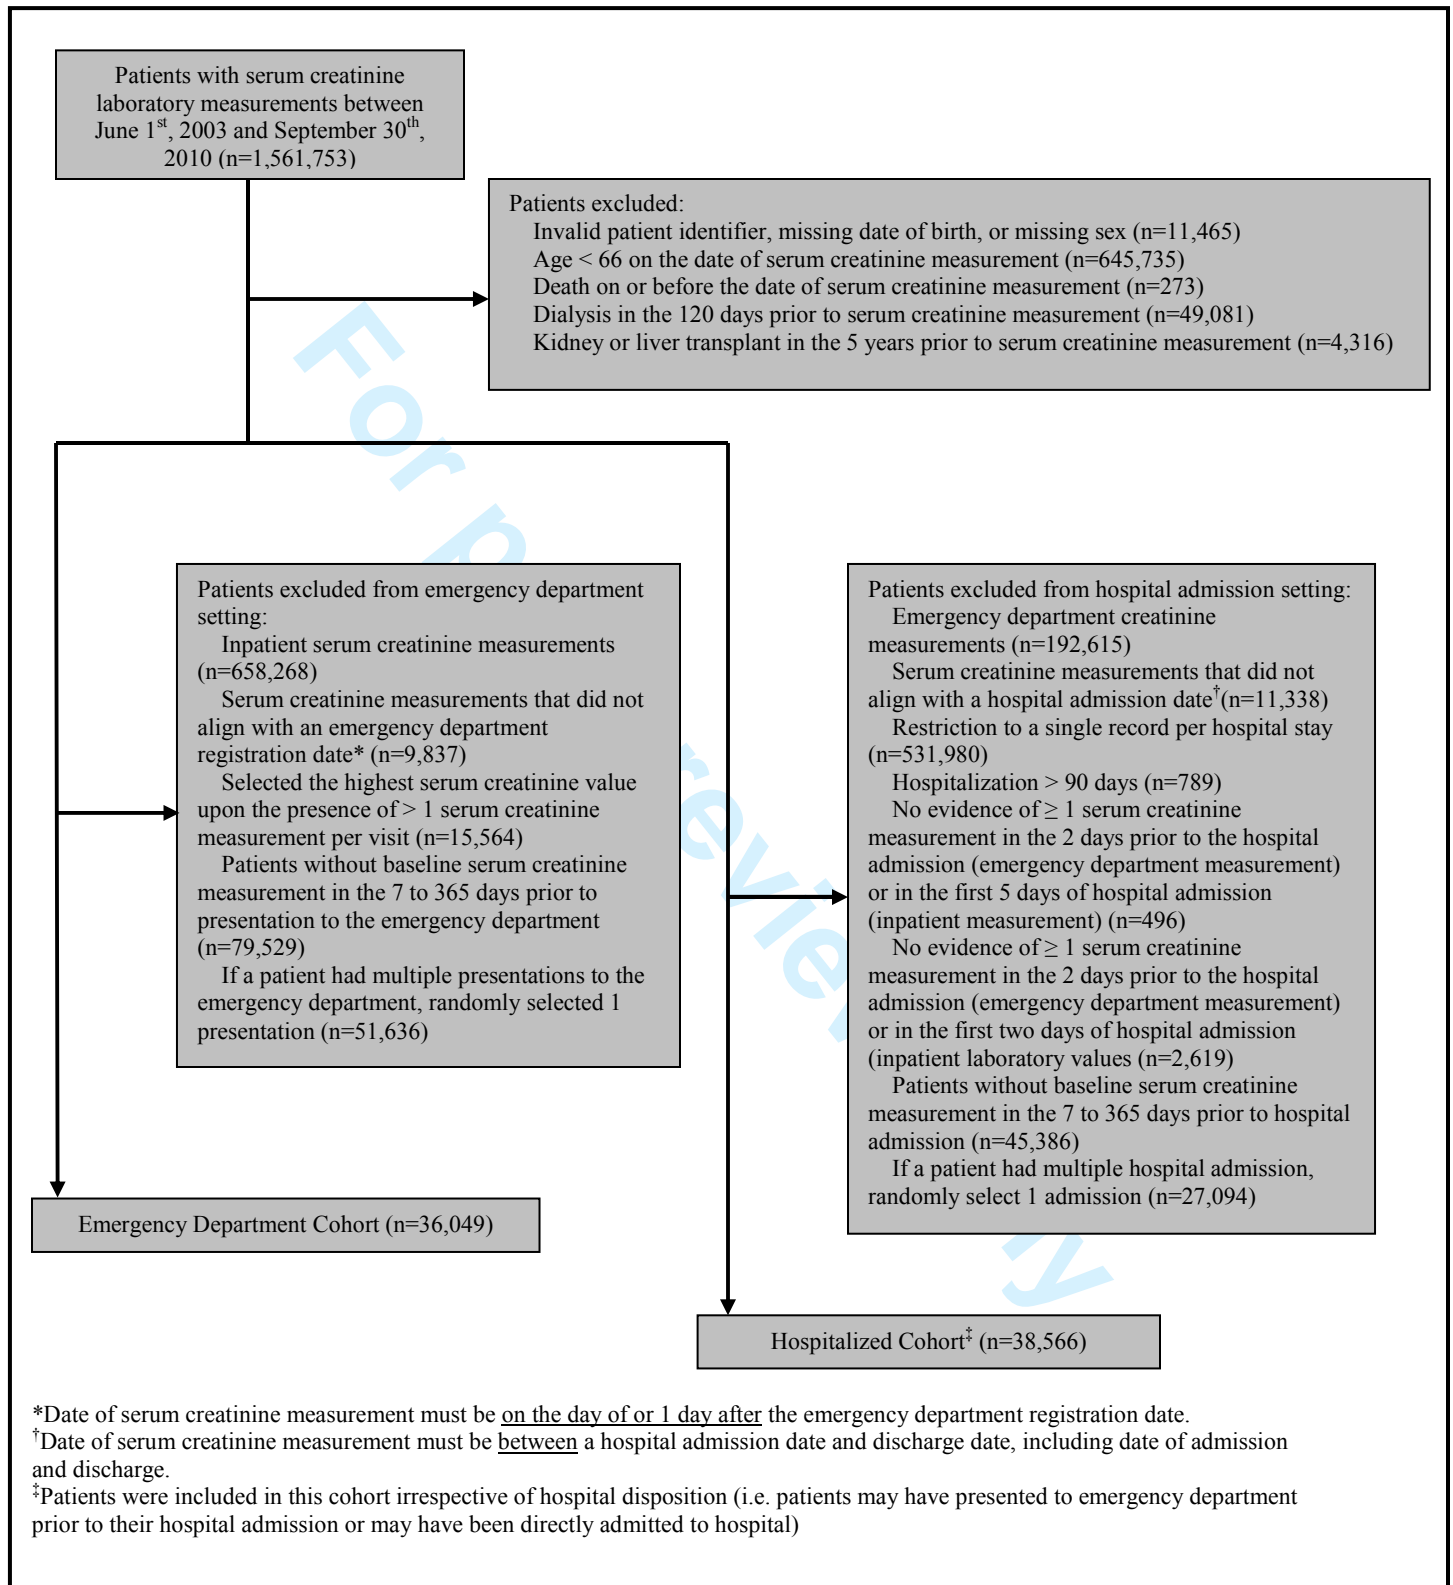 Patients with serum creatinine
laboratory measurements between
June 1st, 2003 and September 30th,
2010 (n=1,561,753)
Patients excluded:
Invalid patient identifier, missing date of birth, or missing sex (n=11,465)
Age < 66 on the date of serum creatinine measurement (n=645,735)
Death on or before the date of serum creatinine measurement (n=273)
Dialysis in the 120 days prior to serum creatinine measurement (n=49,081)
Kidney or liver transplant in the 5 years prior to serum creatinine measurement (n=4,316)
Patients excluded from emergency department
setting:
Inpatient serum creatinine measurements
(n=658,268)
Serum creatinine measurements that did not
align with an emergency department
registration date* (n=9,837)
Selected the highest serum creatinine value
upon the presence of > 1 serum creatinine
measurement per visit (n=15,564)
Patients without baseline serum creatinine
measurement in the 7 to 365 days prior to
presentation to the emergency department
(n=79,529)
If a patient had multiple presentations to the
emergency department, randomly selected 1
presentation (n=51,636)
Patients excluded from hospital admission setting:
Emergency department creatinine
measurements (n=192,615)
Serum creatinine measurements that did not
align with a hospital admission date†(n=11,338)
Restriction to a single record per hospital stay
(n=531,980)
Hospitalization > 90 days (n=789)
No evidence of ≥ 1 serum creatinine
measurement in the 2 days prior to the hospital
admission (emergency department measurement)
or in the first 5 days of hospital admission
(inpatient measurement) (n=496)
No evidence of ≥ 1 serum creatinine
measurement in the 2 days prior to the hospital
admission (emergency department measurement)
or in the first two days of hospital admission
(inpatient laboratory values (n=2,619)
Patients without baseline serum creatinine
measurement in the 7 to 365 days prior to hospital
admission (n=45,386)
If a patient had multiple hospital admission,
randomly select 1 admission (n=27,094)
Emergency Department Cohort (n=36,049)
Hospitalized Cohort‡ (n=38,566)
*Date of serum creatinine measurement must be on the day of or 1 day after the emergency department registration date.
†Date of serum creatinine measurement must be between a hospital admission date and discharge date, including date of admission
and discharge.
‡Patients were included in this cohort irrespective of hospital disposition (i.e. patients may have presented to emergency department
prior to their hospital admission or may have been directly admitted to hospital)